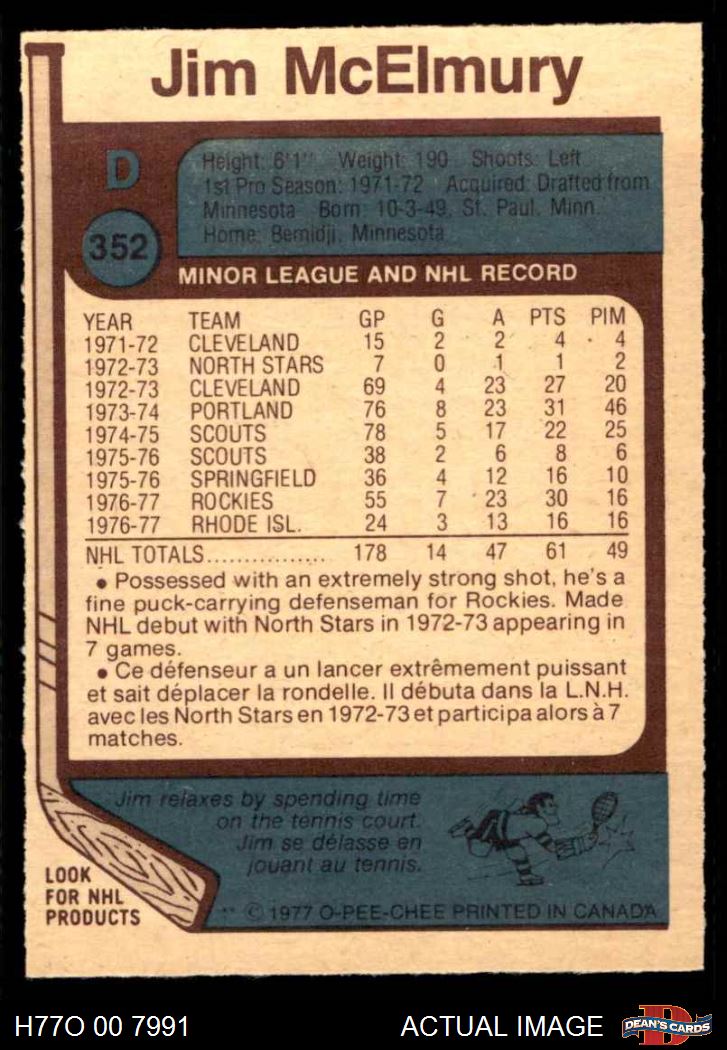 Jim McElmury
D
352
Height: 6'1" Weight: 190 Shoots: Left
1st Pro Season: 1971-72 Acquired: Drafted from
Minnesota Born: 10-3-49, St. Paul, Minn.
Home: Bemidji, Minnesota
MINOR LEAGUE AND NHL RECORD
YEAR TEAM GP G A PTS PIM
1971-72 CLEVELAND 15 2 2 4 4
1972-73 NORTH STARS 7 0 1 1 2
1972-73 CLEVELAND 69 4 23 27 20
1973-74 PORTLAND 76 8 23 31 46
1974-75 SCOUTS 78 5 17 22 25
1975-76 SCOUTS 38 2 6 8 6
1975-76 SPRINGFIELD 36 4 12 16 10
1976-77 ROCKIES 55 7 23 30 16
1976-77 RHODE ISL. 24 3 13 16 16
NHL TOTALS................ 178 14 47 61 49
• Possessed with an extremely strong shot, he's a
fine puck-carrying defenseman for Rockies. Made
NHL debut with North Stars in 1972-73 appearing in
7 games.
• Ce défenseur a un lancer extrêmement puissant
et sait déplacer la rondelle. Il débuta dans la L.N.H.
avec les North Stars en 1972-73 et participa alors à 7
matches.
Jim relaxes by spending time
on the tennis court.
Jim se délasse en
jouant au tennis.
LOOK
FOR NHL
PRODUCTS
** © 1977 O-PEE-CHEE PRINTED IN CANADA
H77O 00 7991
ACTUAL IMAGE
D
DEAN'S CARDS